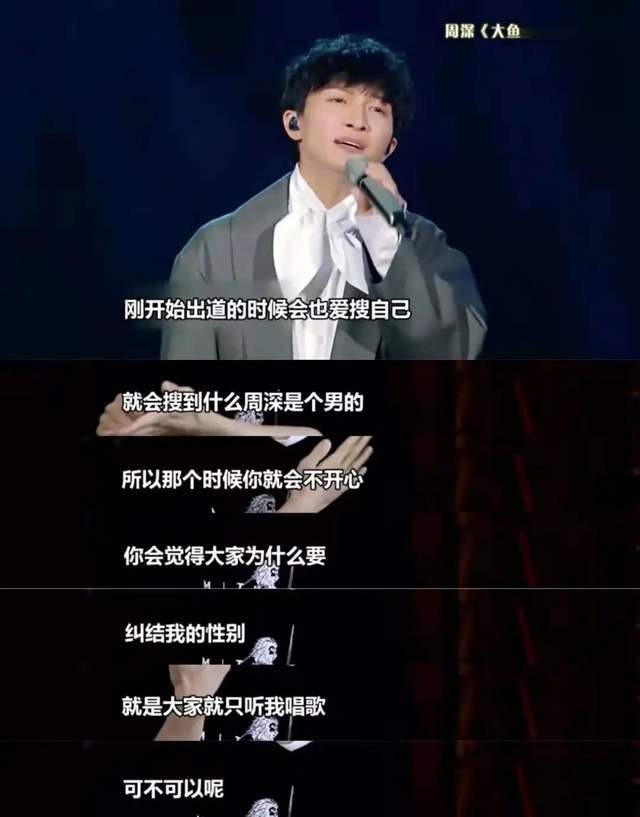 周深《大鱼
刚开始出道的时候会也爱搜自己
就会搜到什么周深是个男的
所以那个时候你就会不开心
你会觉得大家为什么要
纠结我的性别
就是大家就只听我唱歌
可不可以呢